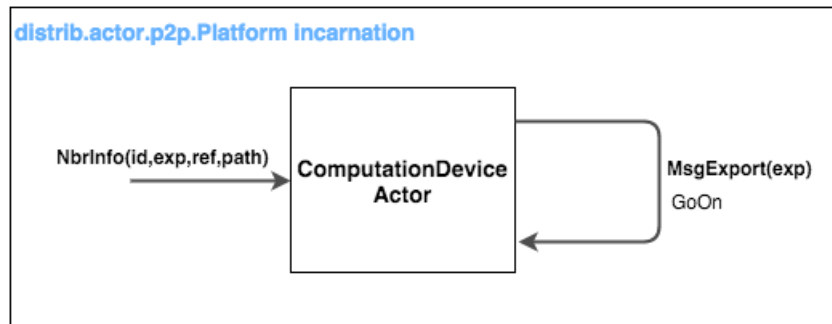 distrib.actor.p2p.Platform incarnation
NbrInfo(id,exp,ref,path)
ComputationDevice
Actor
MsgExport(exp)
GoOn